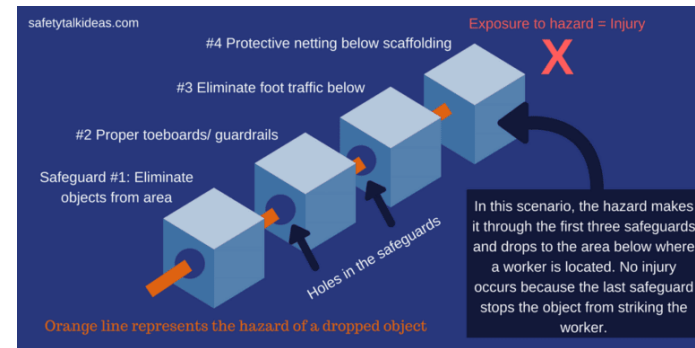 safetytalkideas.com
Exposure to hazard = Injury
X
#4 Protective netting below scaffolding
#3 Eliminate foot traffic below
#2 Proper toeboards/ guardrails
Safeguard #1: Eliminate
objects from area
Holes in the safeguards
In this scenario, the hazard makes
it through the first three safeguards
and drops to the area below where
a worker is located. No injury
occurs because the last safeguard
stops the object from striking the
worker.
Orange line represents the hazard of a dropped object